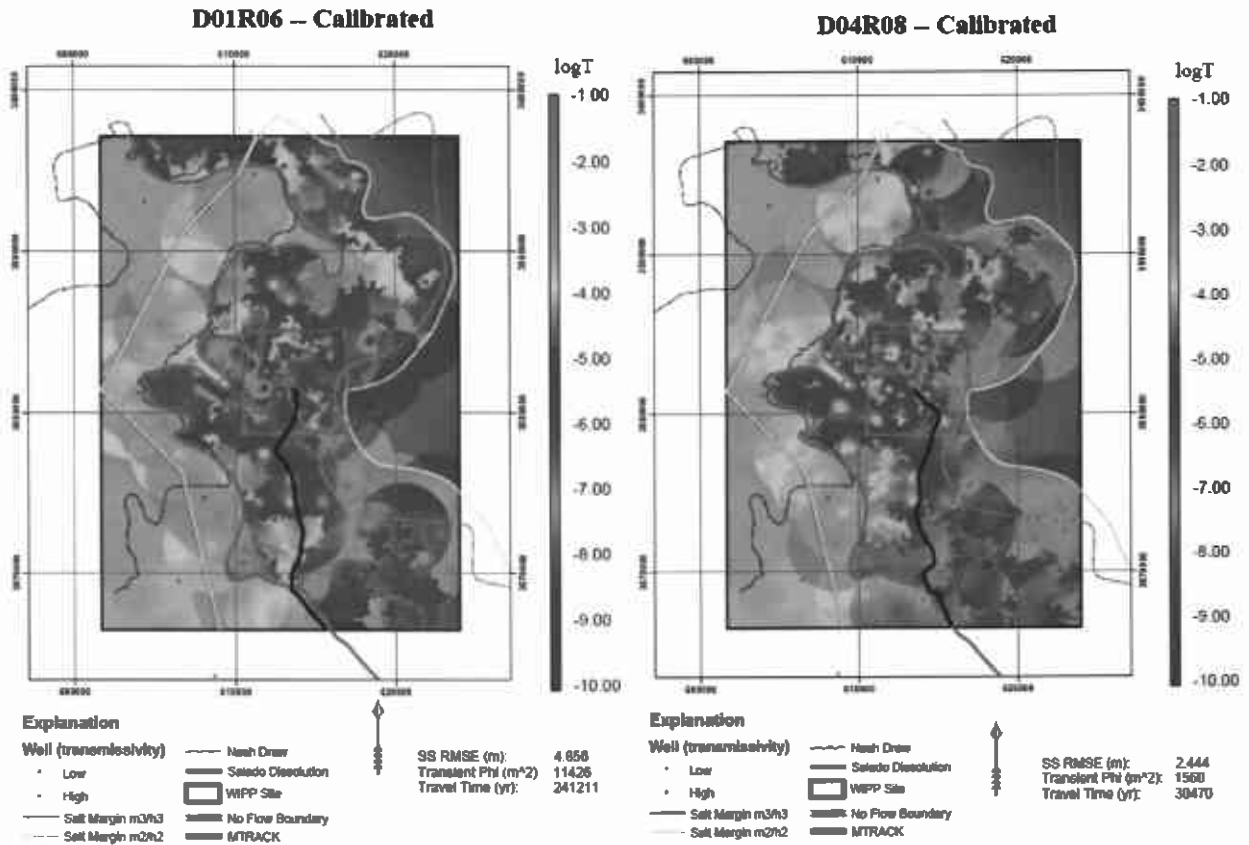 D01R06 – Calibrated
logT
-1.00
-2.00
-3.00
-4.00
-5.00
-6.00
-7.00
-8.00
-9.00
-10.00
610000
620000
Explanation
Well (transmissivity)
Low
High
Salt Margin m3/h3
Salt Margin m2/h2
Nash Draw
Salado Dissolution
WIPP Site
No Flow Boundary
MTRACK
SS RMSE (m): 4.656
Transient Phi (m^2) 11426
Travel Time (yr): 241211
D04R08 – Calibrated
logT
-1.00
-2.00
-3.00
-4.00
-5.00
-6.00
-7.00
-8.00
-9.00
-10.00
610000
620000
Explanation
Well (transmissivity)
Low
High
Salt Margin m3/h3
Salt Margin m2/h2
Nash Draw
Salado Dissolution
WIPP Site
No Flow Boundary
MTRACK
SS RMSE (m): 2.444
Transient Phi (m^2): 1560
Travel Time (yr): 30470